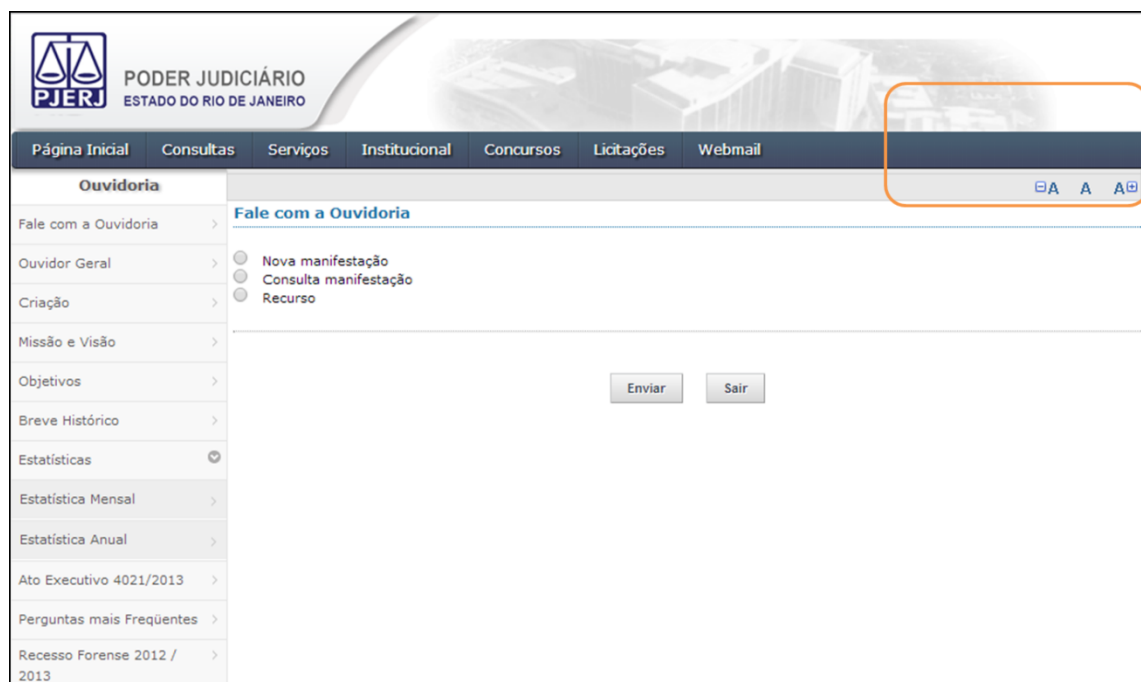 PJERJ
PODER JUDICIÁRIO
ESTADO DO RIO DE JANEIRO
Página Inicial Consultas Serviços Institucional Concursos Licitações Webmail
Ouvidoria
A A A
Fale com a Ouvidoria
Ouvidor Geral
Criação
Missão e Visão
Objetivos
Breve Histórico
Estatísticas
Estatística Mensal
Estatística Anual
Ato Executivo 4021/2013
Perguntas mais Freqüentes
Recesso Forense 2012 /
2013
Fale com a Ouvidoria
Nova manifestação
Consulta manifestação
Recurso
Enviar Sair